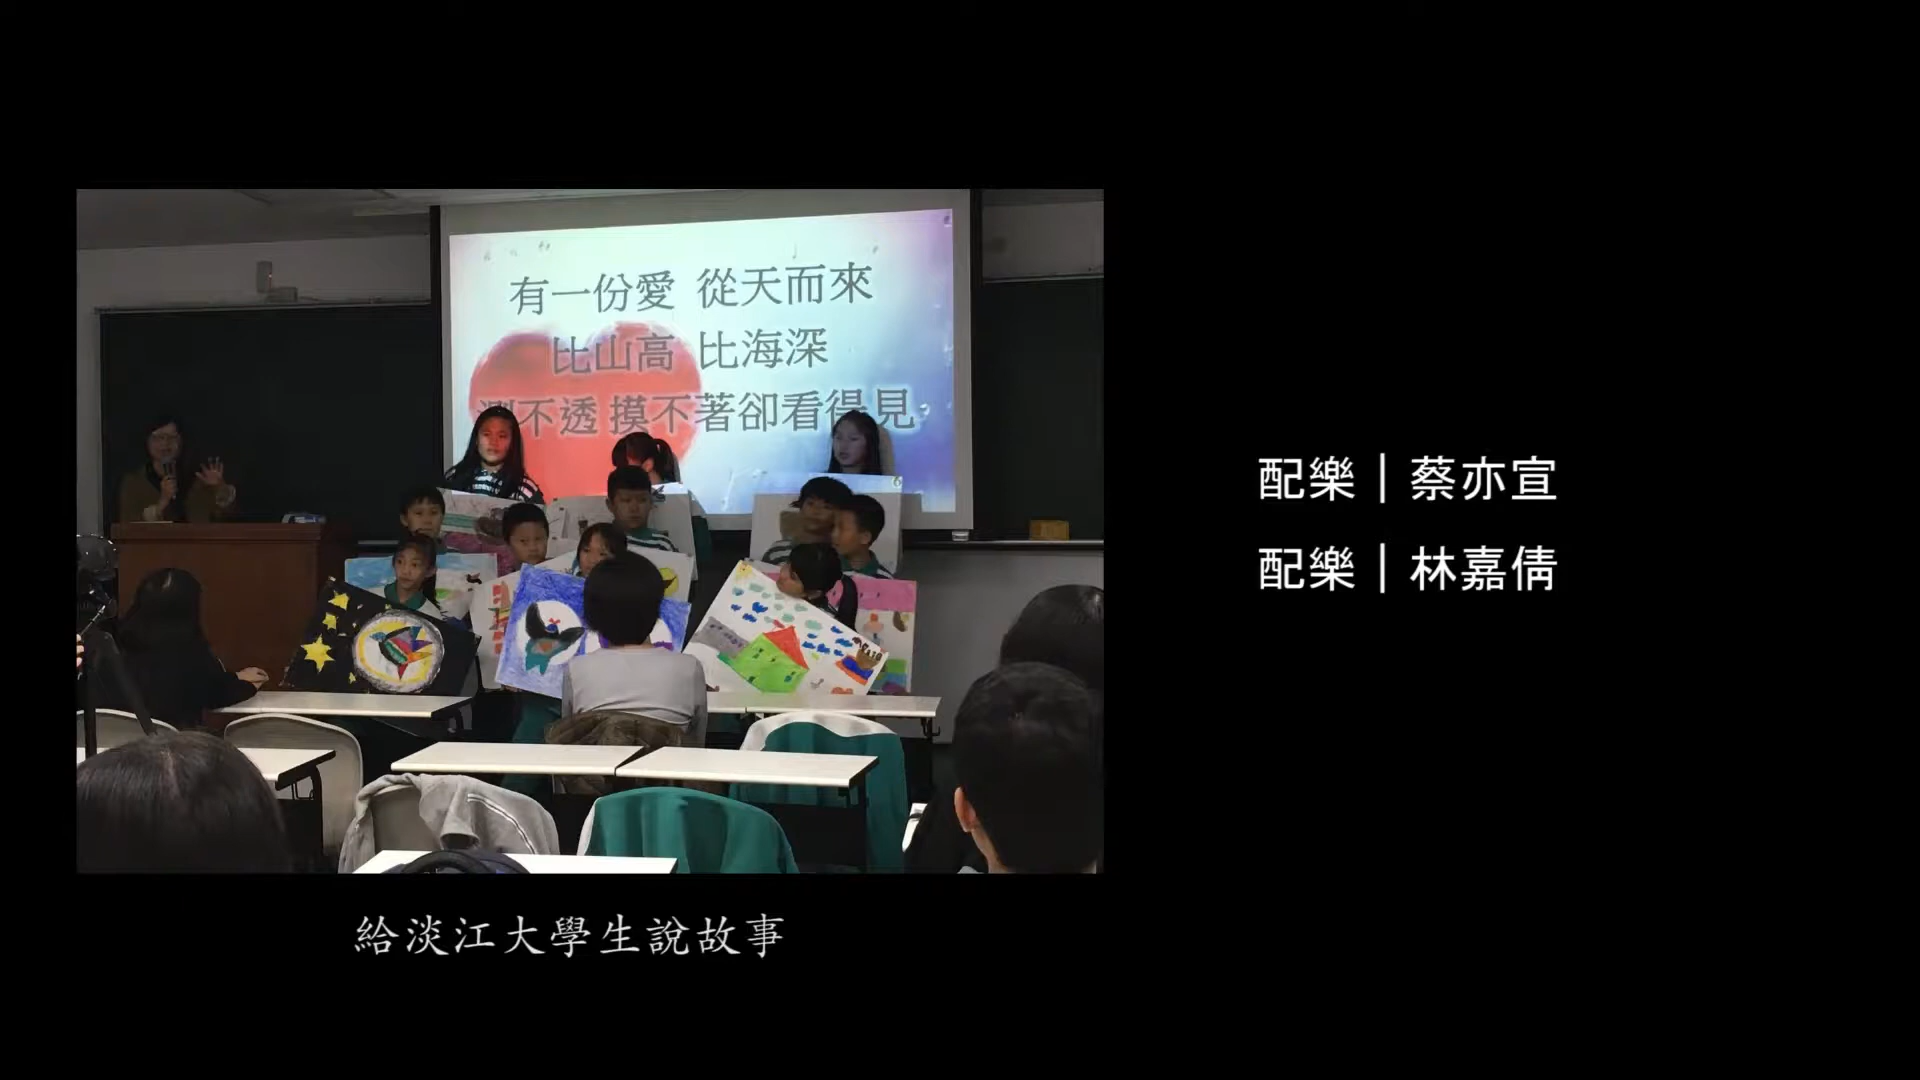 有一份愛 從天而來
比山高 比海深
測不透 摸不著卻看得見
6
給淡江大學生說故事
配樂｜蔡亦宣
配樂｜林嘉倩